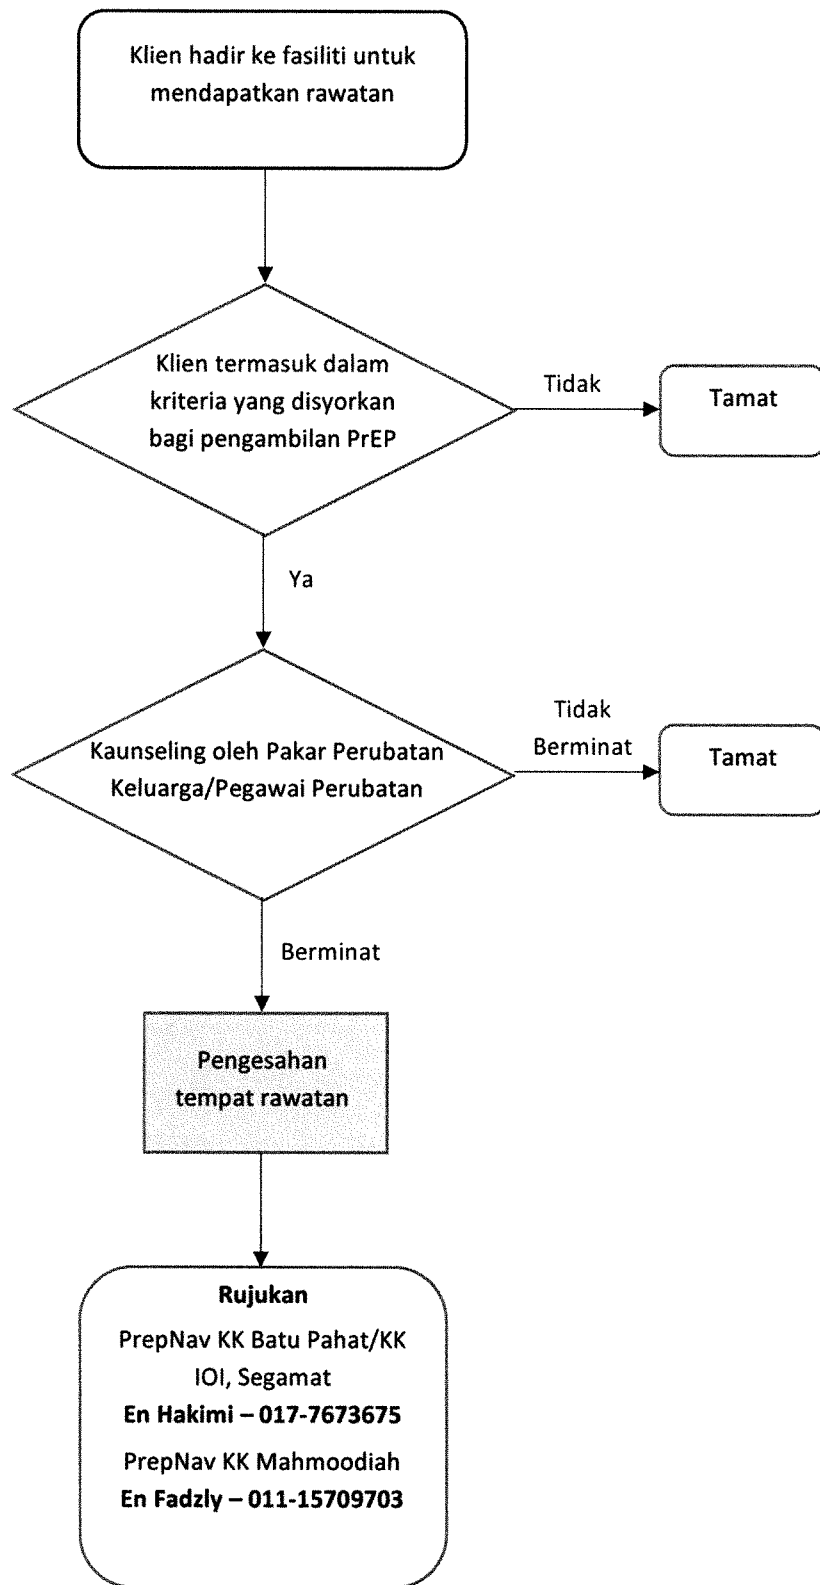 Klien hadir ke fasiliti untuk
mendapatkan rawatan
Klien termasuk dalam
kriteria yang disyorkan
bagi pengambilan PrEP
Tidak
Tamat
Ya
Kaunseling oleh Pakar Perubatan
Keluarga/Pegawai Perubatan
Tidak
Berminat
Tamat
Berminat
Pengesahan
tempat rawatan
Rujukan
PrepNav KK Batu Pahat/KK
IOI, Segamat
En Hakimi – 017-7673675
PrepNav KK Mahmoodiah
En Fadzly – 011-15709703